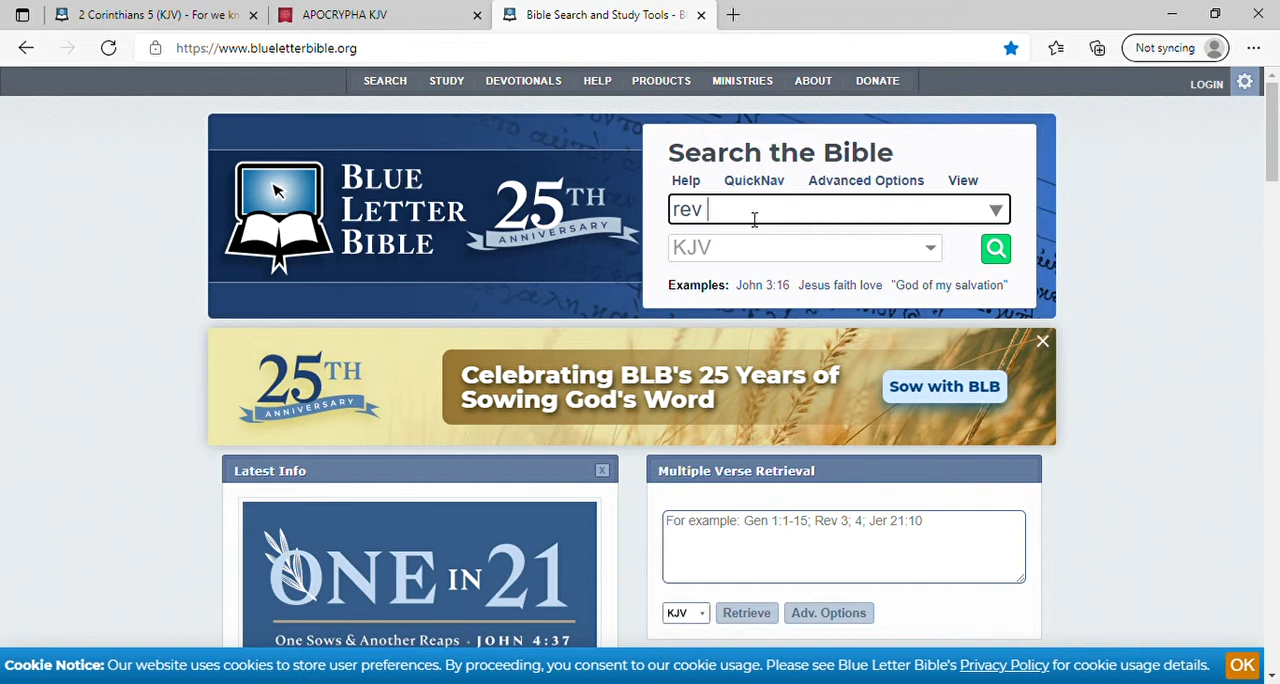 2 Corinthians 5 (KJV) - For we kn
APOCRYPHA KJV
Bible Search and Study Tools - B
https://www.blueletterbible.org
Not syncing
SEARCH STUDY DEVOTIONALS HELP PRODUCTS MINISTRIES ABOUT DONATE
LOGIN
BLUE
LETTER
BIBLE
25TH
ANNIVERSARY
Search the Bible
Help QuickNav Advanced Options View
rev
KJV
Examples: John 3:16 Jesus faith love "God of my salvation"
25TH
ANNIVERSARY
Celebrating BLB's 25 Years of
Sowing God's Word
Sow with BLB
Latest Info
X
ONE IN 21
One Sows & Another Reaps • JOHN 4:37
Multiple Verse Retrieval
For example: Gen 1:1-15; Rev 3; 4; Jer 21:10
KJV Retrieve Adv. Options
Cookie Notice: Our website uses cookies to store user preferences. By proceeding, you consent to our cookie usage. Please see Blue Letter Bible's Privacy Policy for cookie usage details. OK